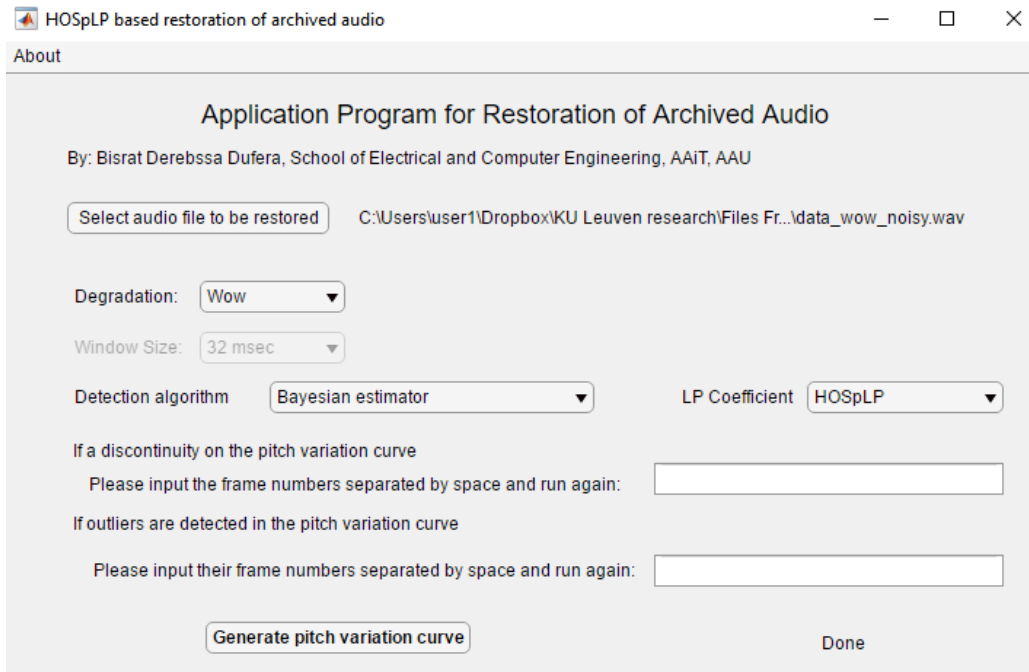 HOSpLP based restoration of archived audio
About
Application Program for Restoration of Archived Audio
By: Bisrat Derebssa Dufera, School of Electrical and Computer Engineering, AAiT, AAU
Select audio file to be restored C:\Users\user1\Dropbox\KU Leuven research\Files Fr...\data_wow_noisy.wav
Degradation: Wow
Window Size: 32 msec
Detection algorithm Bayesian estimator LP Coefficient HOSpLP
If a discontinuity on the pitch variation curve
Please input the frame numbers separated by space and run again:
If outliers are detected in the pitch variation curve
Please input their frame numbers separated by space and run again:
Generate pitch variation curve Done